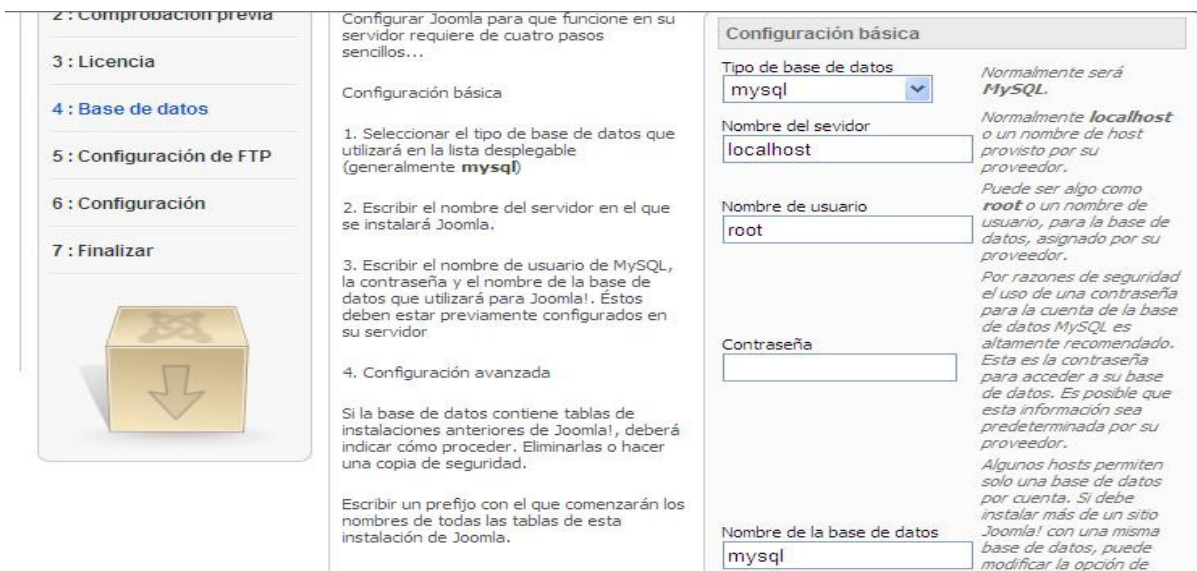 2 : Comprobación previa
3 : Licencia
4 : Base de datos
5 : Configuración de FTP
6 : Configuración
7 : Finalizar
Configurar Joomla para que funcione en su
servidor requiere de cuatro pasos
sencillos...
Configuración básica
1. Seleccionar el tipo de base de datos que
utilizará en la lista desplegable
(generalmente mysql)
2. Escribir el nombre del servidor en el que
se instalará Joomla.
3. Escribir el nombre de usuario de MySQL,
la contraseña y el nombre de la base de
datos que utilizará para Joomla!. Éstos
deben estar previamente configurados en
su servidor
4. Configuración avanzada
Si la base de datos contiene tablas de
instalaciones anteriores de Joomla!, deberá
indicar cómo proceder. Eliminarlas o hacer
una copia de seguridad.
Escribir un prefijo con el que comenzarán los
nombres de todas las tablas de esta
instalación de Joomla.
Configuración básica
Tipo de base de datos
mysql
Normalmente será
MySQL.
Nombre del sevidor
localhost
Normalmente localhost
o un nombre de host
provisto por su
proveedor.
Nombre de usuario
root
Puede ser algo como
root o un nombre de
usuario, para la base de
datos, asignado por su
proveedor.
Contraseña
Por razones de seguridad
el uso de una contraseña
para la cuenta de la base
de datos MySQL es
altamente recomendado.
Esta es la contraseña
para acceder a su base
de datos. Es posible que
esta información sea
predeterminada por su
proveedor.
Nombre de la base de datos
mysql
Algunos hosts permiten
solo una base de datos
por cuenta. Si debe
instalar más de un sitio
Joomla! con una misma
base de datos, puede
modificar la opción de